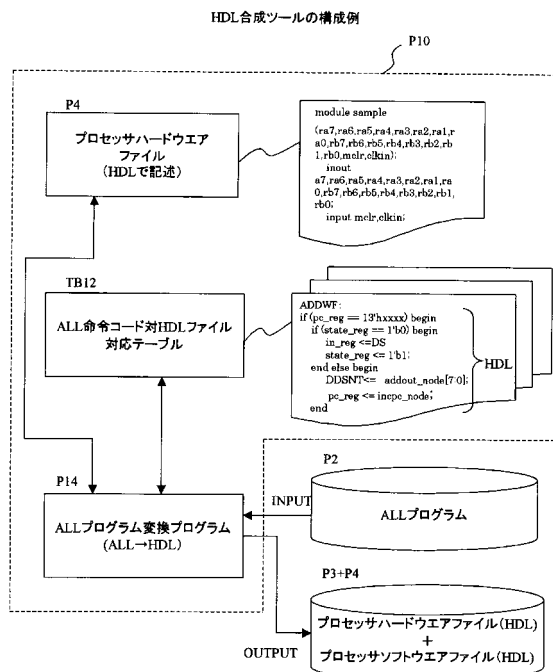 HDL合成ツールの構成例
P10
P4
プロセッサハードウエア
ファイル
(HDLで記述)
module sample
(ra7,ra6,ra5,ra4,ra3,ra2,ra1,r
a0,rb7,rb6,rb5,rb4,rb3,rb2,rb
1,rb0,mclr,clkin);
inout
a7,ra6,ra5,ra4,ra3,ra2,ra1,ra
0,rb7,rb6,rb5,rb4,rb3,rb2,rb1,
rb0;
input mclr,clkin;
TB12
ALL命令コード対HDLファイル
対応テーブル
ADDWF:
if (pc_reg == 13'hxxxx) begin
if (state_reg == 1'b0) begin
in_reg <=DS
state_reg <= 1'b1;
end else begin
DDSNT<= addout_node[7:0];
pc_reg <= incpc_node;
end
HDL
P14
ALLプログラム変換プログラム
(ALL→HDL)
INPUT
P2
ALLプログラム
P3+P4
プロセッサハードウエアファイル(HDL)
+
プロセッサソフトウエアファイル(HDL)
OUTPUT